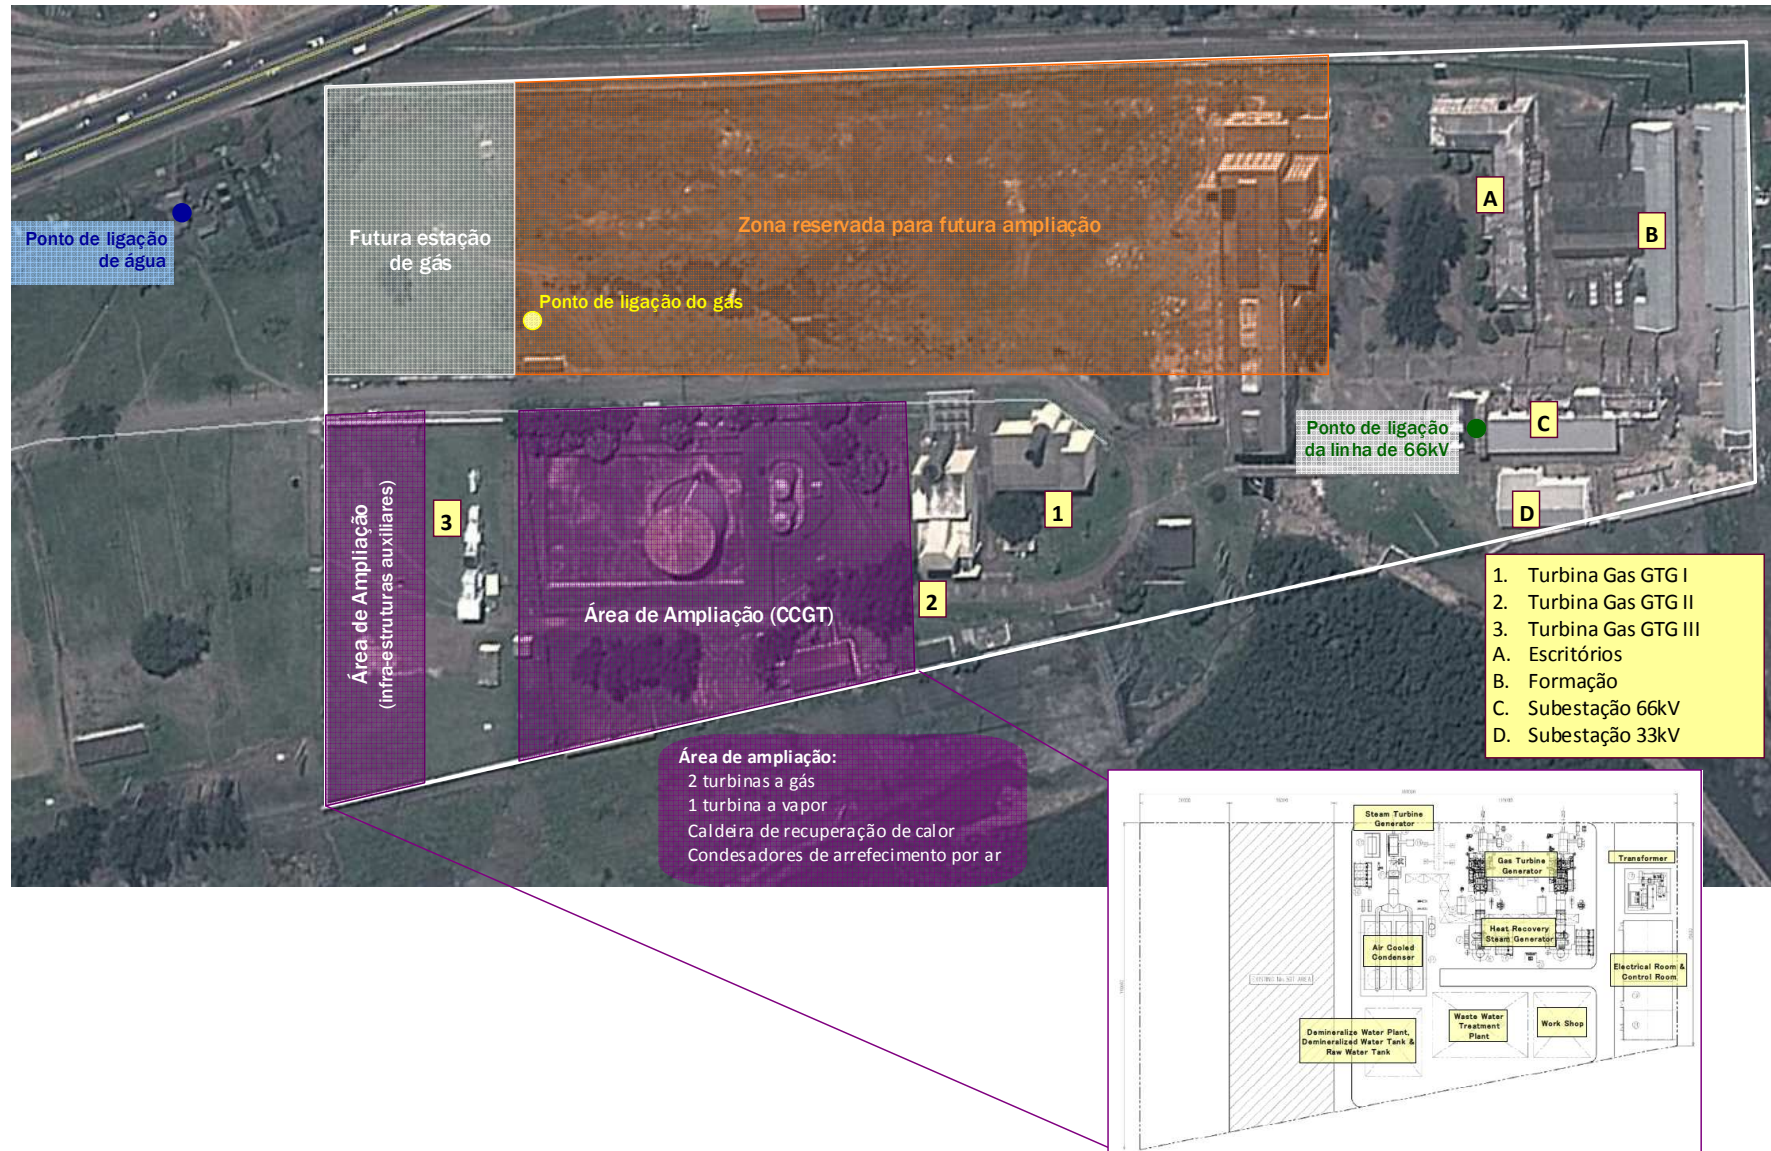 Ponto de ligação
de água
Futura estação
de gás
Zona reservada para futura ampliação
Ponto de ligação do gás
A
B
Ponto de ligação
da linha de 66kV
C
D
Área de Ampliação
(infra-estruturas auxiliares)
3
1
2
Área de Ampliação (CCGT)
1. Turbina Gas GTG I
2. Turbina Gas GTG II
3. Turbina Gas GTG III
A. Escritórios
B. Formação
C. Subestação 66kV
D. Subestação 33kV
Área de ampliação:
2 turbinas a gás
1 turbina a vapor
Caldeira de recuperação de calor
Condesadores de arrefecimento por ar
Steam Turbine
Generator
Gas Turbine
Generator
Transformer
Heat Recovery
Steam Generator
Air Cooled
Condenser
Electrical Room &
Control Room
Waste Water
Treatment
Plant
Work Shop
Demineralize Water Plant,
Demineralized Water Tank &
Raw Water Tank